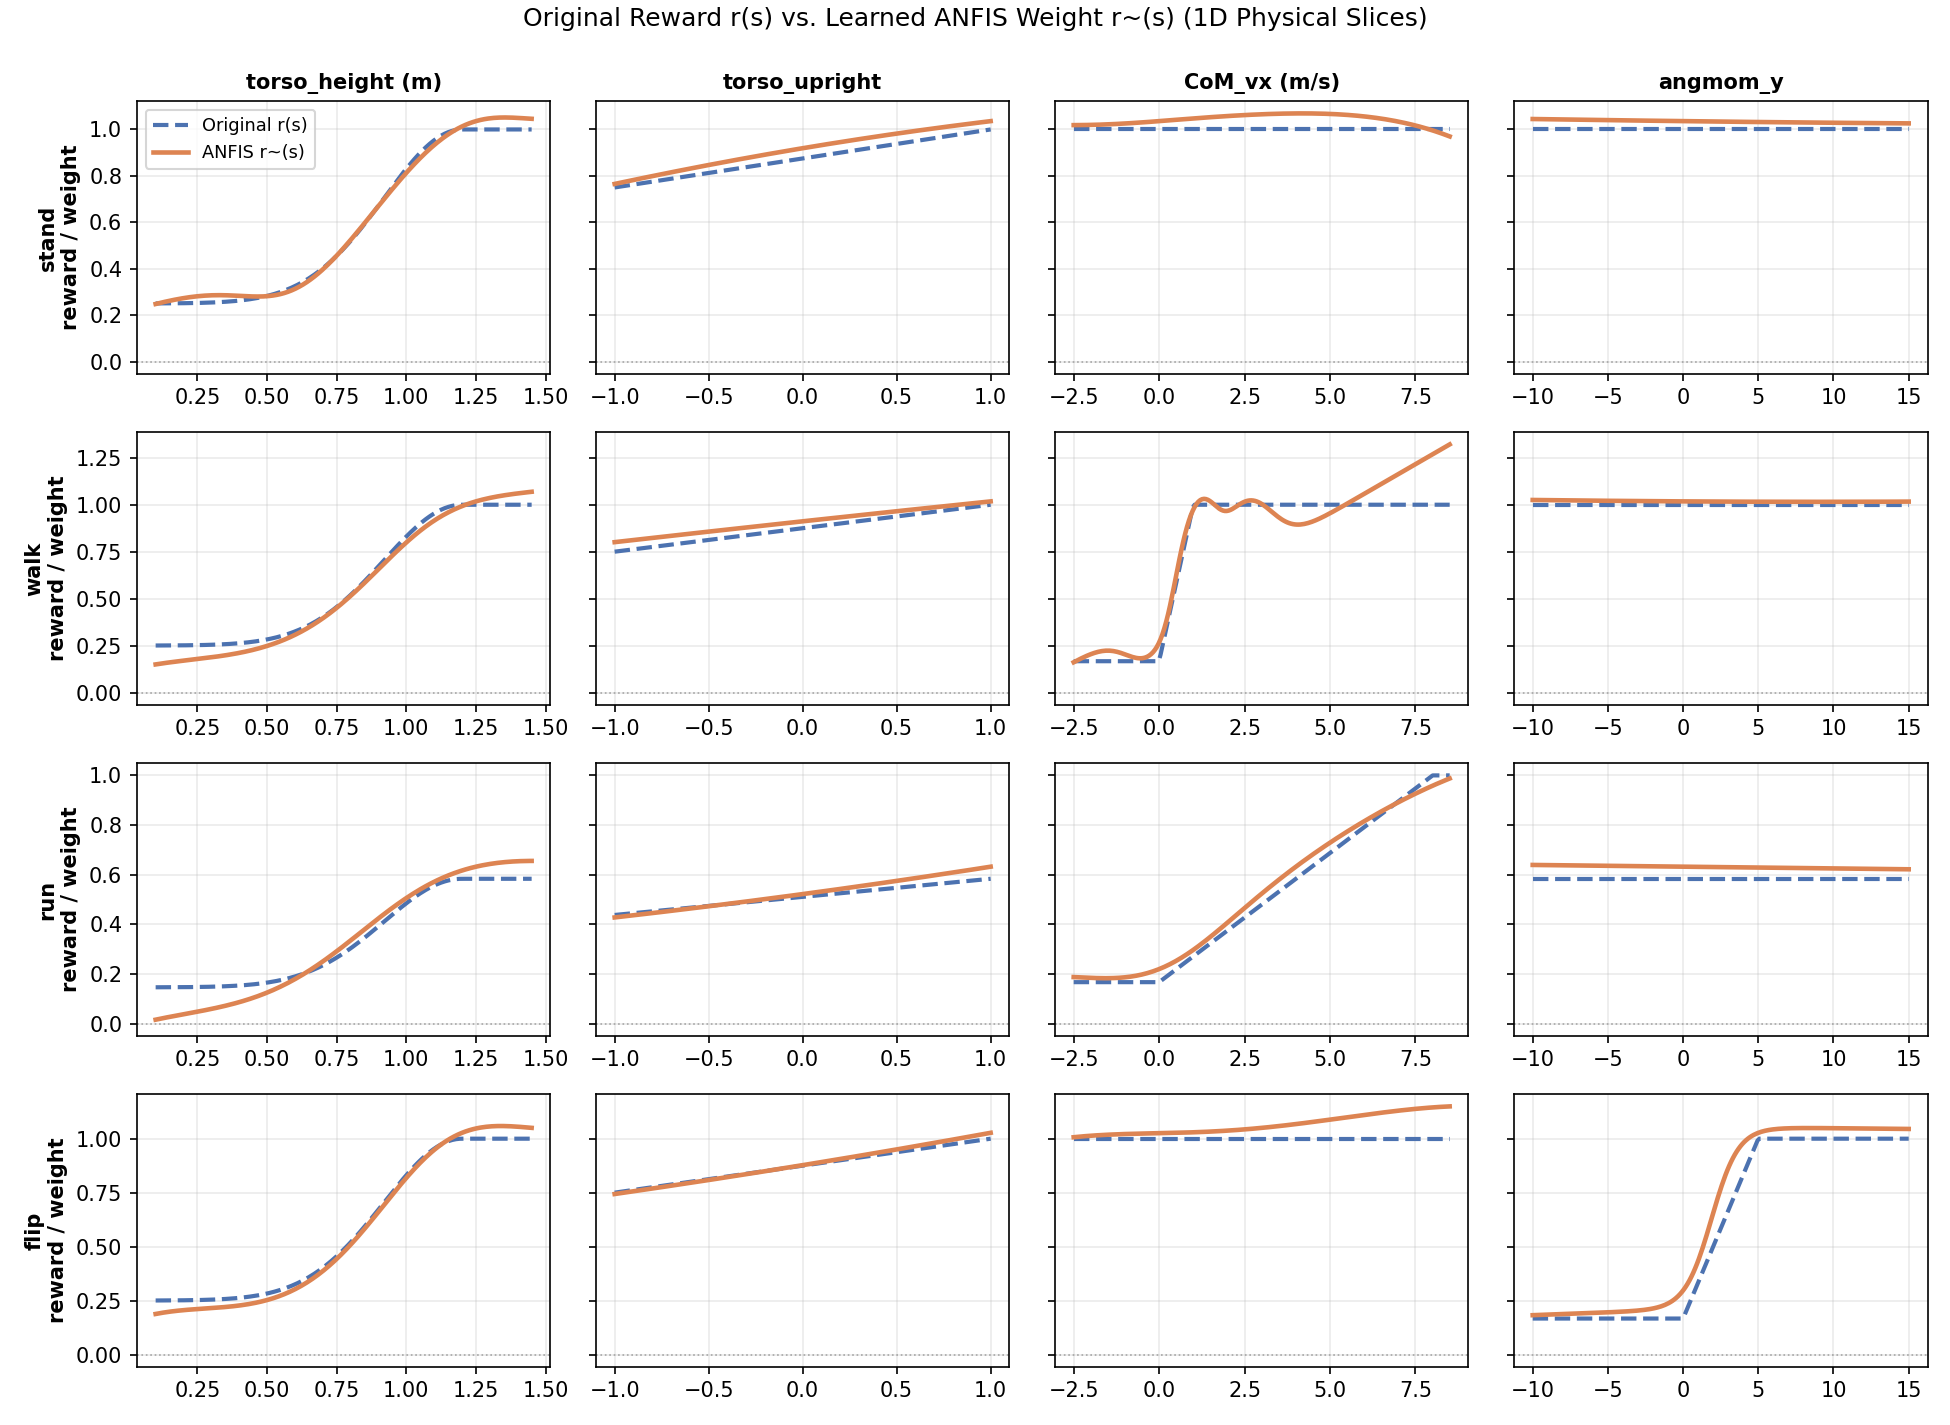 Original Reward r(s) vs. Learned ANFIS Weight r~(s) (1D Physical Slices)
torso_height (m)
torso_upright
CoM_vx (m/s)
angmom_y
Original r(s)
ANFIS r~(s)
stand
reward / weight
1.0
0.8
0.6
0.4
0.2
0.0
0.25 0.50 0.75 1.00 1.25 1.50
−1.0 −0.5 0.0 0.5 1.0
−2.5 0.0 2.5 5.0 7.5
−10 −5 0 5 10 15
walk
reward / weight
1.25
1.00
0.75
0.50
0.25
0.00
0.25 0.50 0.75 1.00 1.25 1.50
−1.0 −0.5 0.0 0.5 1.0
−2.5 0.0 2.5 5.0 7.5
−10 −5 0 5 10 15
run
reward / weight
1.0
0.8
0.6
0.4
0.2
0.0
0.25 0.50 0.75 1.00 1.25 1.50
−1.0 −0.5 0.0 0.5 1.0
−2.5 0.0 2.5 5.0 7.5
−10 −5 0 5 10 15
flip
reward / weight
1.00
0.75
0.50
0.25
0.00
0.25 0.50 0.75 1.00 1.25 1.50
−1.0 −0.5 0.0 0.5 1.0
−2.5 0.0 2.5 5.0 7.5
−10 −5 0 5 10 15